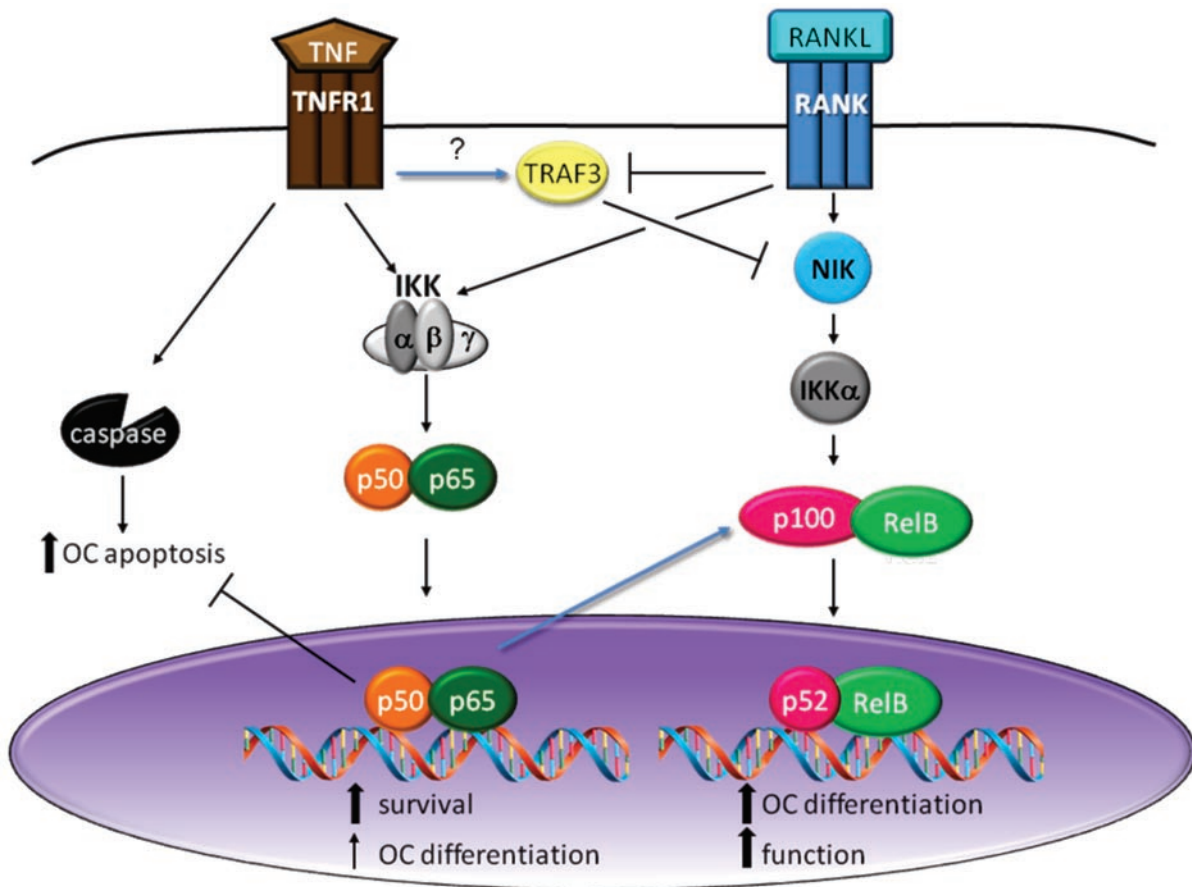 TNF
TNFR1
RANKL
RANK
?
TRAF3
NIK
IKK
α β γ
IKKα
caspase
p50 p65
p100 RelB
OC apoptosis
p50 p65
p52 RelB
survival
OC differentiation
OC differentiation
function